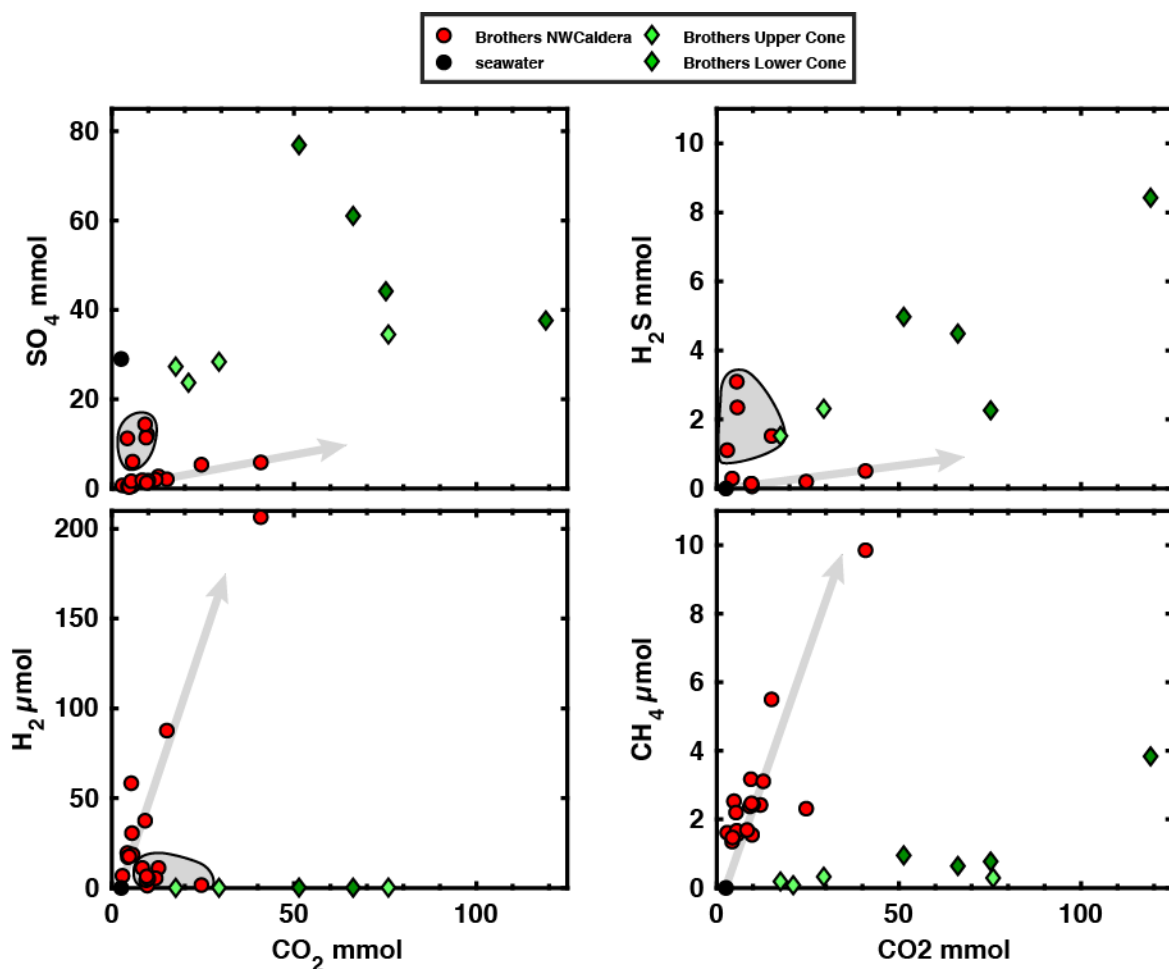 Brothers NWCaldera
Brothers Upper Cone
seawater
Brothers Lower Cone
80
60
40
20
0
SO4 mmol
10
8
6
4
2
0
H2S mmol
200
150
100
50
0
H2 µmol
0
50
100
CO2 mmol
10
8
6
4
2
0
CH4 µmol
0
50
100
CO2 mmol